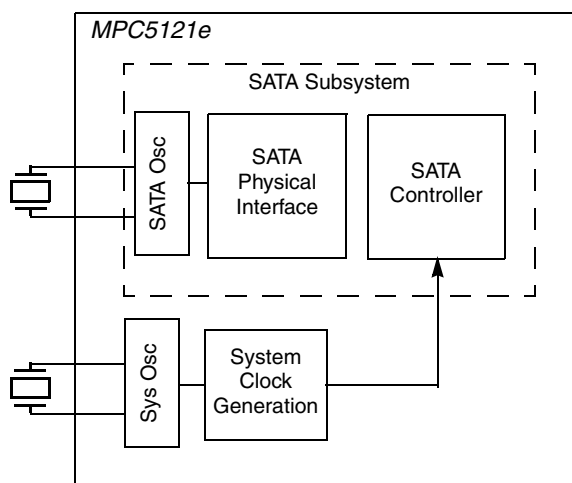 MPC5121e
SATA Subsystem
SATA Osc
SATA
Physical
Interface
SATA
Controller
Sys Osc
System
Clock
Generation